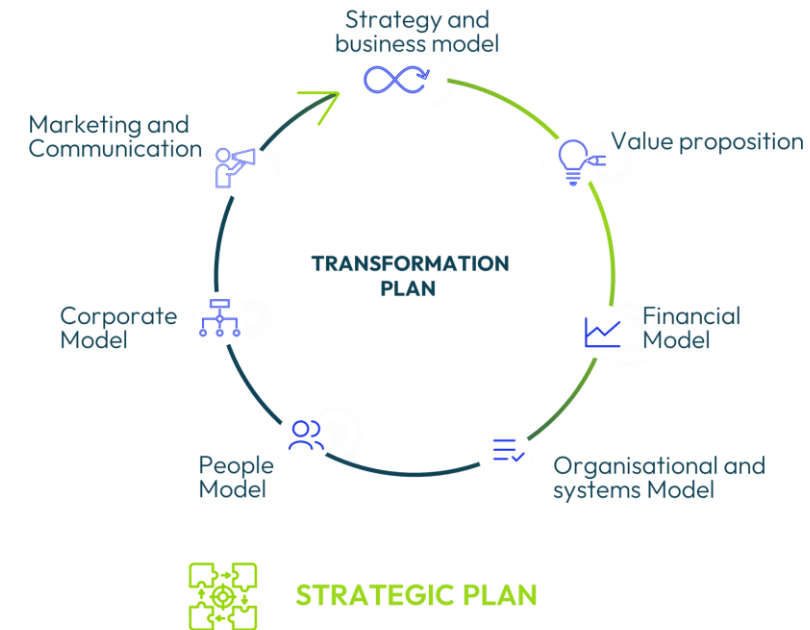 Strategy and
business model
Value proposition
Financial
Model
Organisational and
systems Model
People
Model
Corporate
Model
Marketing and
Communication
TRANSFORMATION
PLAN
STRATEGIC PLAN